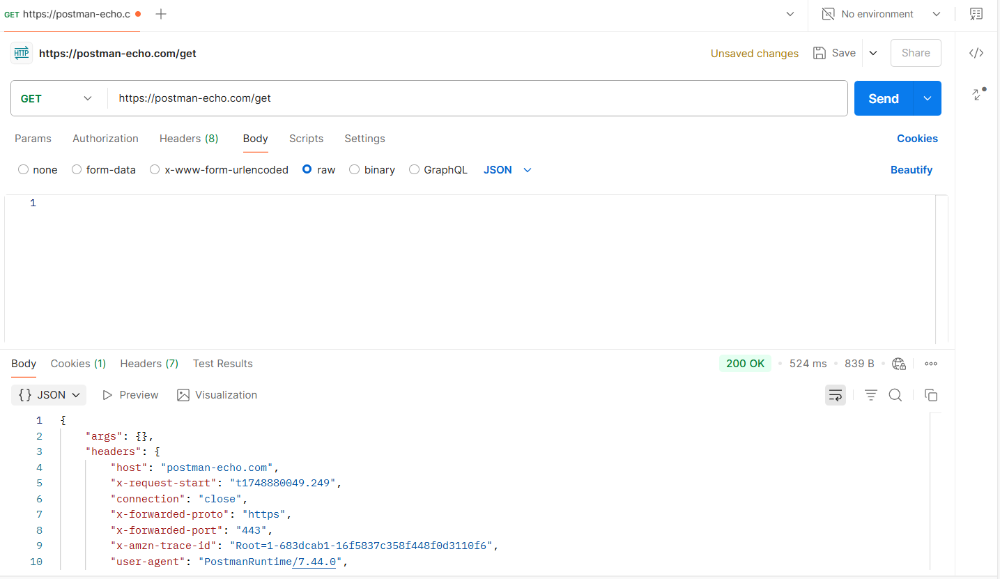 GET https://postman-echo.c
No environment
HTTP https://postman-echo.com/get
Unsaved changes Save Share
GET https://postman-echo.com/get Send
Params Authorization Headers (8) Body Scripts Settings Cookies
none form-data x-www-form-urlencoded raw binary GraphQL JSON Beautify
1
Body Cookies (1) Headers (7) Test Results 200 OK 524 ms 839 B
{} JSON Preview Visualization
1 {
2 "args": {},
3 "headers": {
4 "host": "postman-echo.com",
5 "x-request-start": "t1748880049.249",
6 "connection": "close",
7 "x-forwarded-proto": "https",
8 "x-forwarded-port": "443",
9 "x-amzn-trace-id": "Root=1-683dcab1-16f5837c358f448f0d3110f6",
10 "user-agent": "PostmanRuntime/7.44.0",